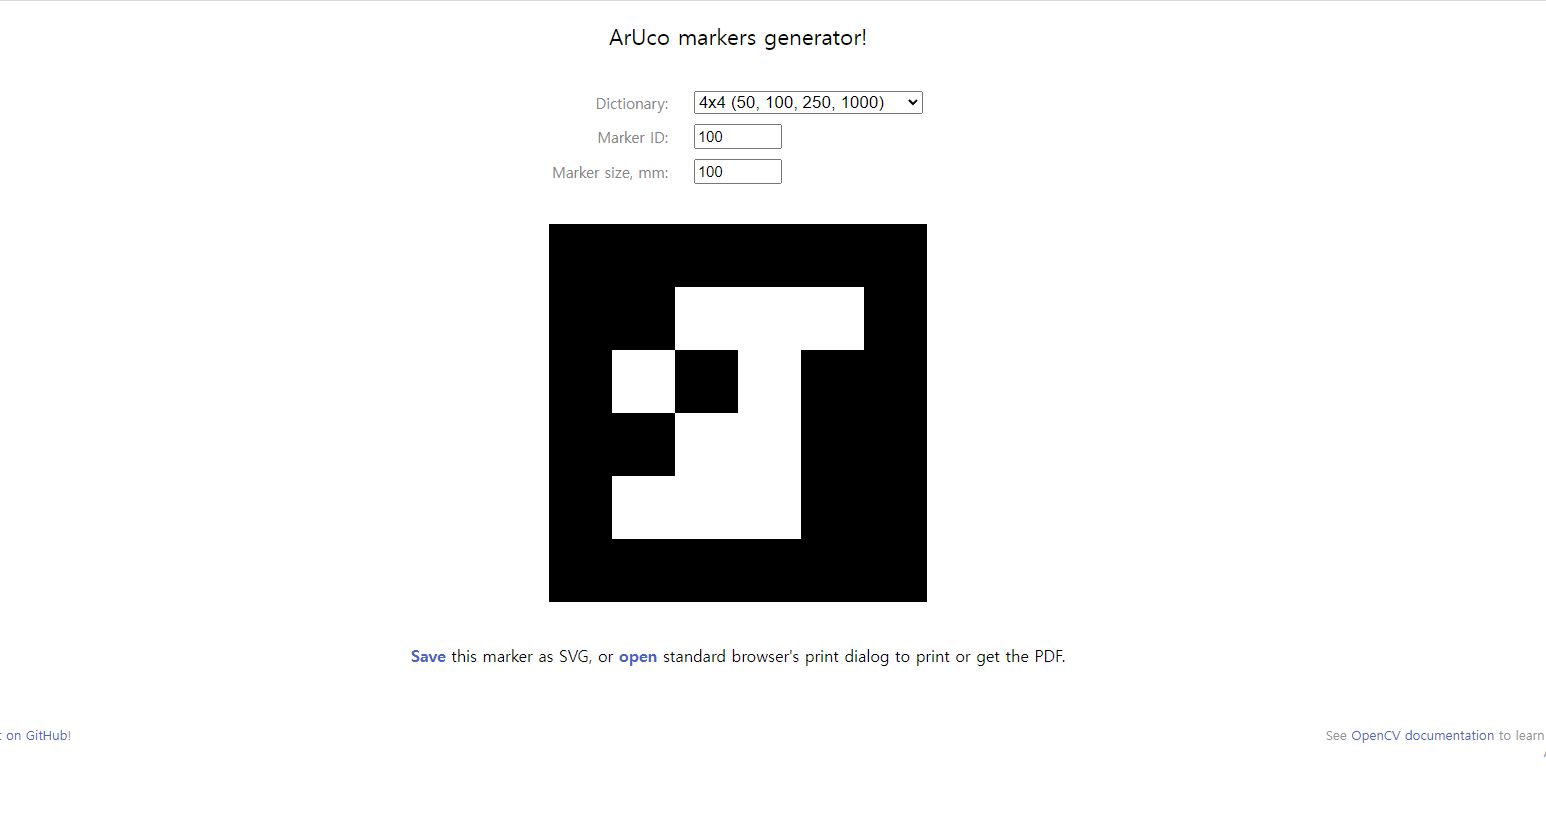 ArUco markers generator!
Dictionary: 4x4 (50, 100, 250, 1000)
Marker ID: 100
Marker size, mm: 100
Save this marker as SVG, or open standard browser's print dialog to print or get the PDF.
on GitHub!
See OpenCV documentation to learn